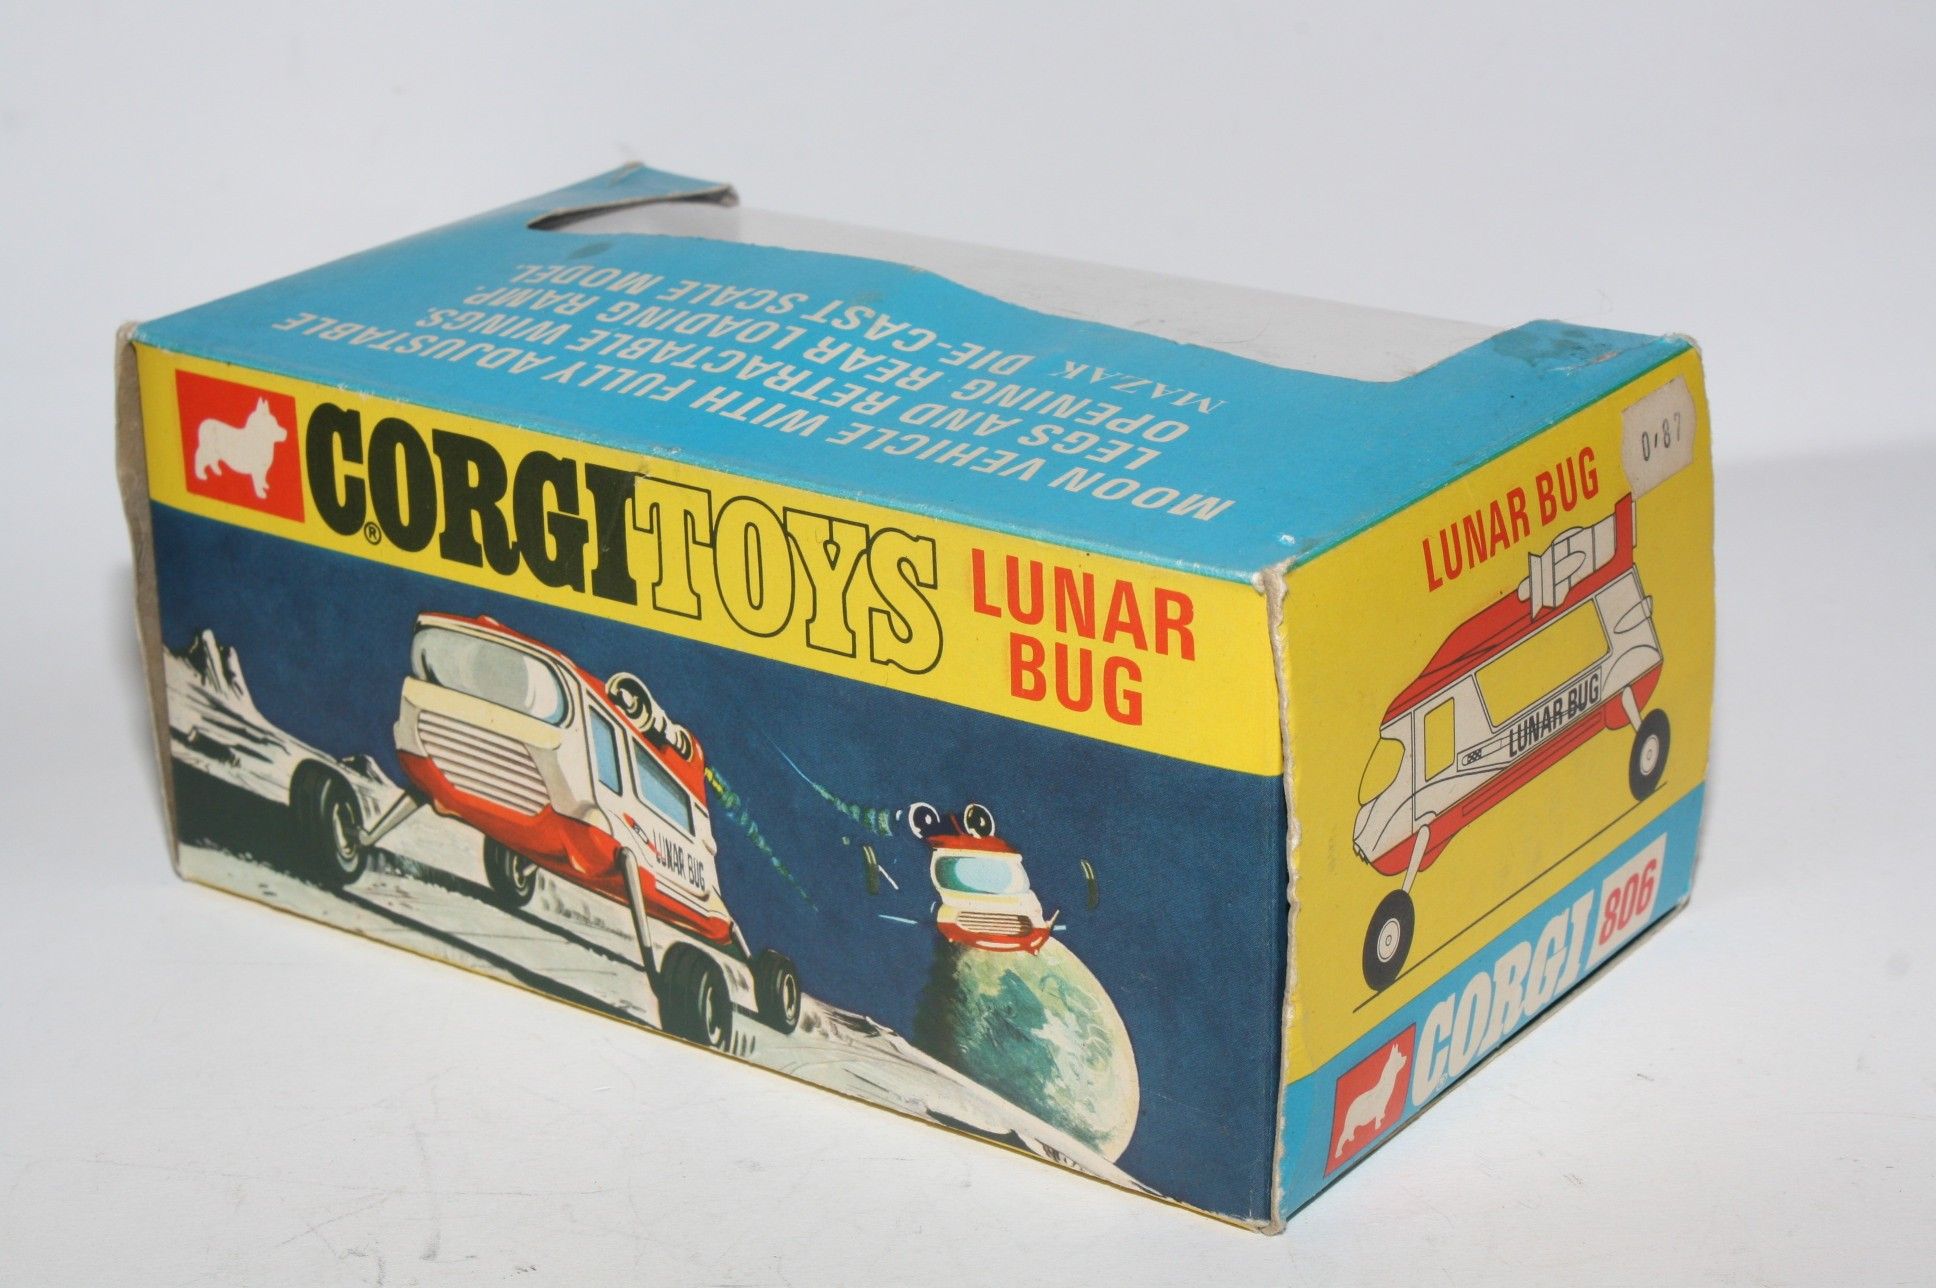 MOON VEHICLE WITH FULLY ADJUSTABLE
LEGS AND RETRACTABLE WINGS.
OPENING REAR LOADING RAMP.
MAZAK DIE-CAST SCALE MODEL.
CORGI TOYS
®
LUNAR
BUG
LUNAR BUG
LUNAR BUG
0.87
LUNAR BUG
CORGI 806
®